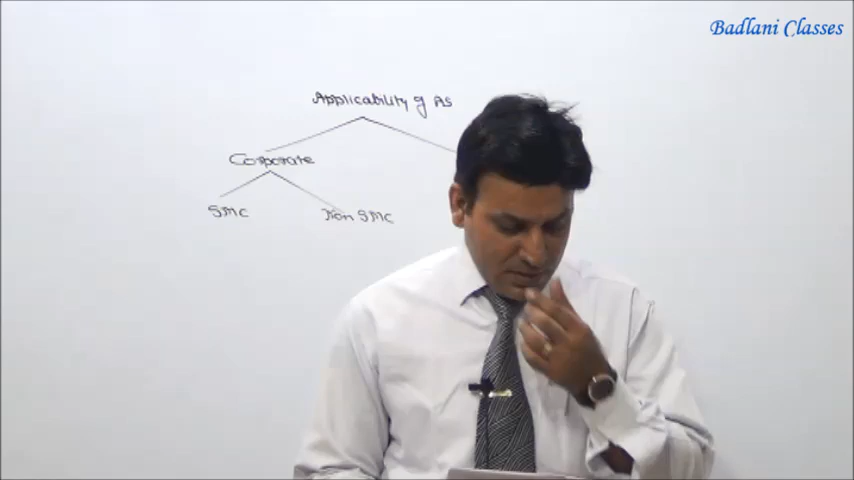 Badlani Classes
Applicability of AS
Corporate
SMC Non SMC